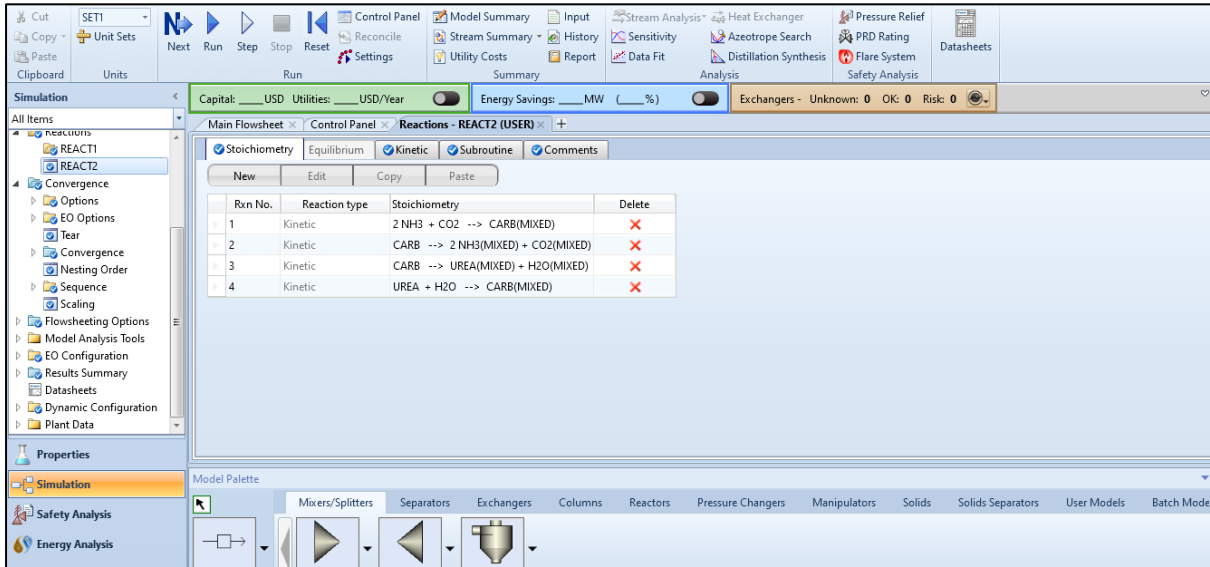 Cut SET1 Control Panel Model Summary Input Stream Analysis Heat Exchanger Pressure Relief
Copy Unit Sets Next Run Step Stop Reset Reconcile Stream Summary History Sensitivity Azeotrope Search PRD Rating Datasheets
Paste Settings Utility Costs Report Data Fit Distillation Synthesis Flare System
Clipboard Units Run Summary Analysis Safety Analysis
Simulation
Capital: ____USD Utilities: ____USD/Year Energy Savings: ____MW (____%) Exchangers - Unknown: 0 OK: 0 Risk: 0
All Items
Main Flowsheet × Control Panel × Reactions - REACT2 (USER) × +
Reactions
REACT1
REACT2
Convergence
Options
EO Options
Tear
Convergence
Nesting Order
Sequence
Scaling
Flowsheeting Options
Model Analysis Tools
EO Configuration
Results Summary
Datasheets
Dynamic Configuration
Plant Data
Properties
Simulation
Safety Analysis
Energy Analysis
Stoichiometry Equilibrium Kinetic Subroutine Comments
New Edit Copy Paste
Rxn No. Reaction type Stoichiometry Delete
1 Kinetic 2 NH3 + CO2 --> CARB(MIXED)
2 Kinetic CARB --> 2 NH3(MIXED) + CO2(MIXED)
3 Kinetic CARB --> UREA(MIXED) + H2O(MIXED)
4 Kinetic UREA + H2O --> CARB(MIXED)
Model Palette
Mixers/Splitters Separators Exchangers Columns Reactors Pressure Changers Manipulators Solids Solids Separators User Models Batch Mode